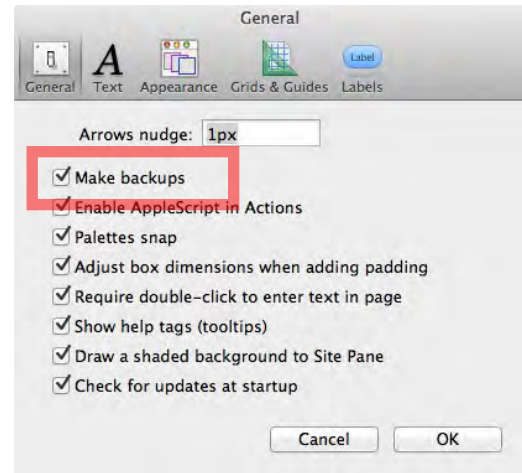 General
Label
General Text Appearance Grids & Guides Labels
Arrows nudge: 1px
Make backups
Enable AppleScript in Actions
Palettes snap
Adjust box dimensions when adding padding
Require double-click to enter text in page
Show help tags (tooltips)
Draw a shaded background to Site Pane
Check for updates at startup
Cancel OK